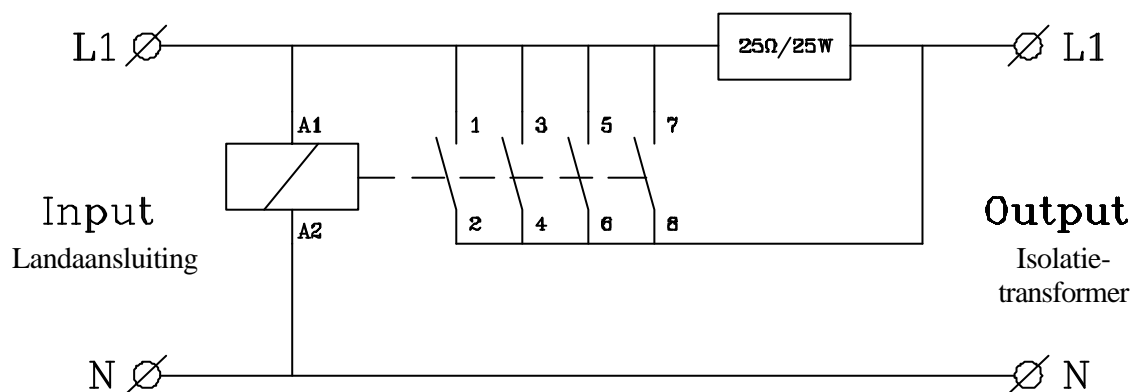 L1
25Ω/25W
L1
A1
1
3
5
7
Input
Landaansluiting
A2
2
4
6
8
Output
Isolatie-
transformer
N
N